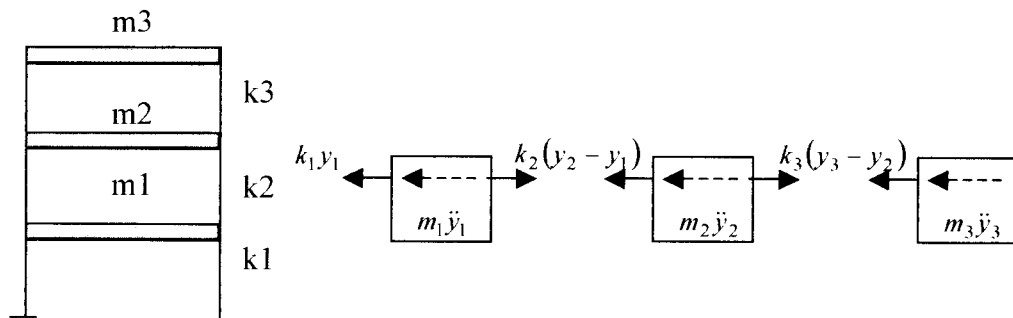 m3
k3
m2
k2
m1
k1
k₁y₁
k₂(y₂ − y₁)
k₃(y₃ − y₂)
m₁ÿ₁
m₂ÿ₂
m₃ÿ₃